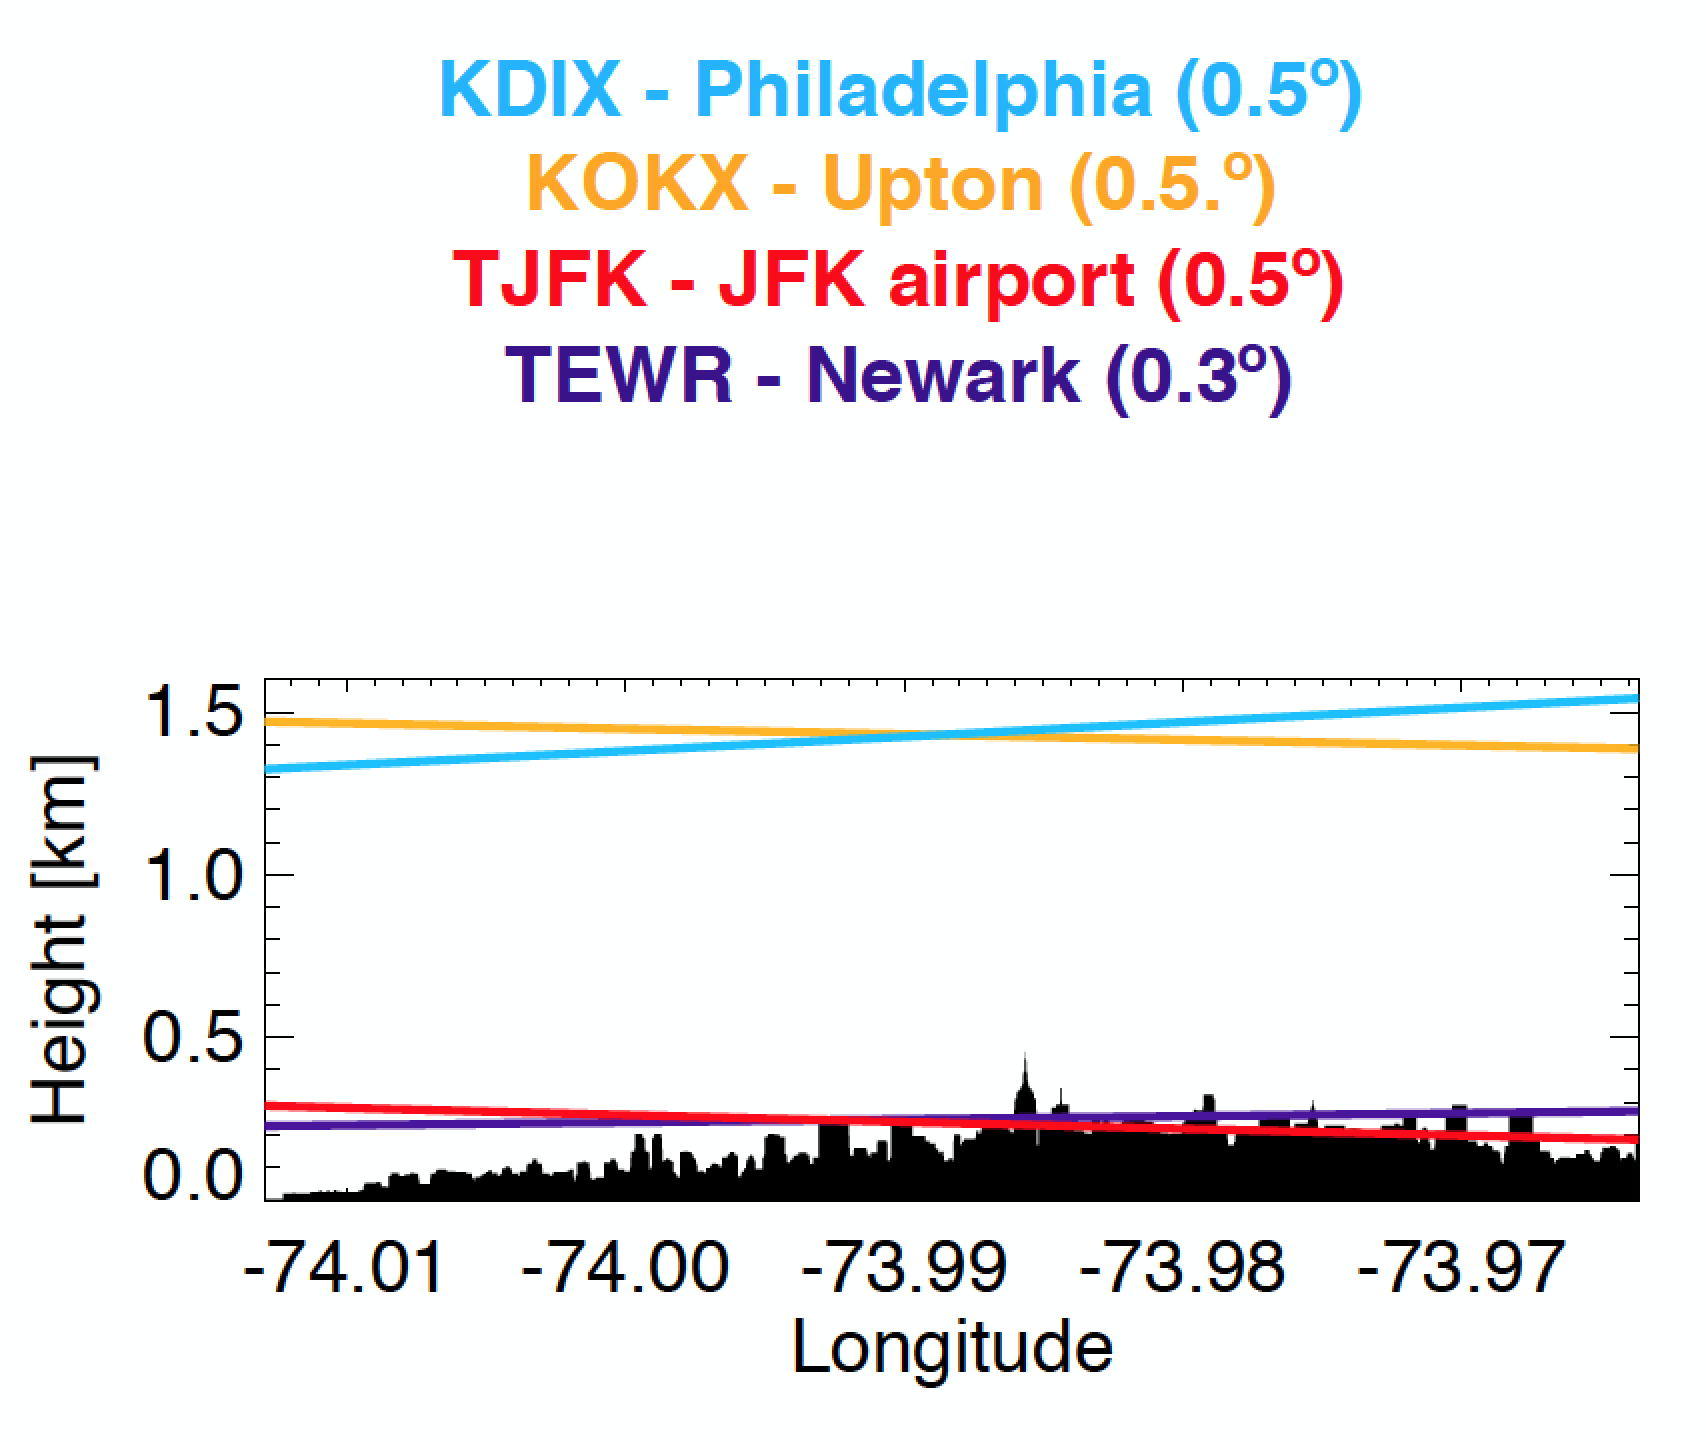 KDIX - Philadelphia (0.5º)
KOKX - Upton (0.5.º)
TJFK - JFK airport (0.5º)
TEWR - Newark (0.3º)
1.5
1.0
0.5
0.0
Height [km]
-74.01 -74.00 -73.99 -73.98 -73.97
Longitude